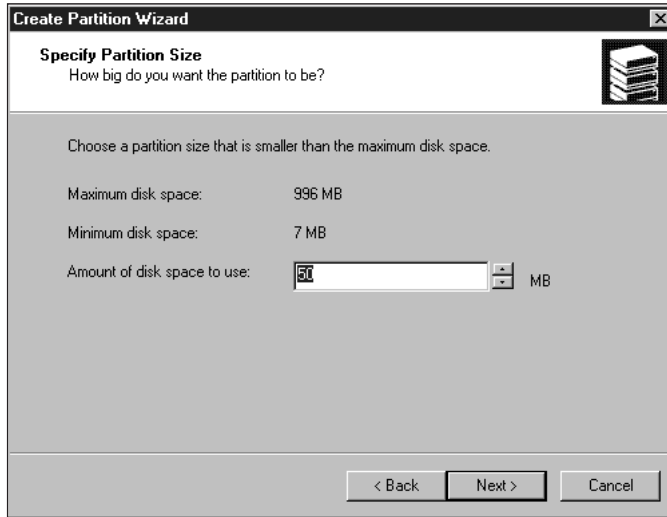 Create Partition Wizard
Specify Partition Size
How big do you want the partition to be?
Choose a partition size that is smaller than the maximum disk space.
Maximum disk space: 996 MB
Minimum disk space: 7 MB
Amount of disk space to use: 50 MB
< Back Next > Cancel